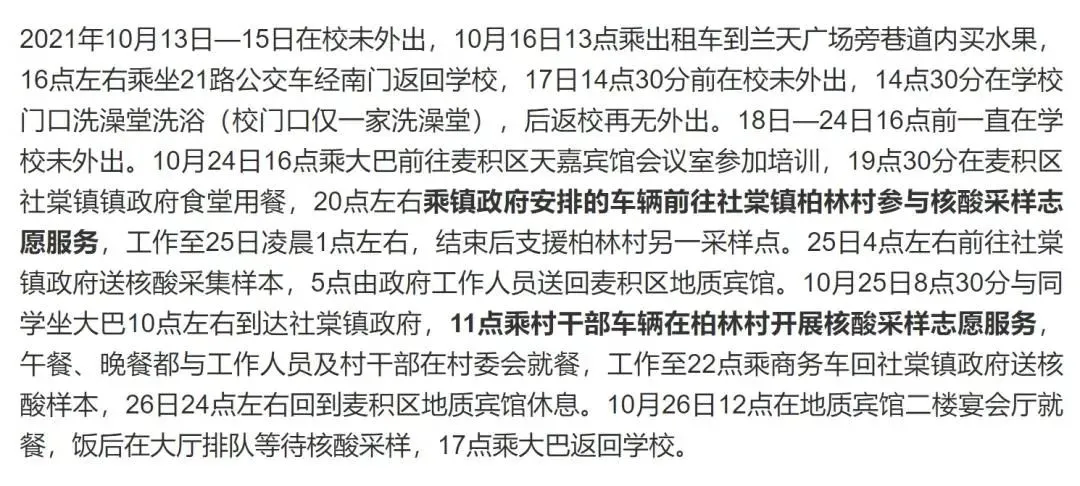 2021年10月13日—15日在校未外出，10月16日13点乘出租车到兰天广场旁巷道内买水果，
16点左右乘坐21路公交车经南门返回学校，17日14点30分前在校未外出，14点30分在学校
门口洗澡堂洗浴（校门口仅一家洗澡堂），后返校再无外出。18日—24日16点前一直在学
校未外出。10月24日16点乘大巴前往麦积区天嘉宾馆会议室参加培训，19点30分在麦积区
社棠镇镇政府食堂用餐，20点左右乘镇政府安排的车辆前往社棠镇柏林村参与核酸采样志
愿服务，工作至25日凌晨1点左右，结束后支援柏林村另一采样点。25日4点左右前往社棠
镇政府送核酸采集样本，5点由政府工作人员送回麦积区地质宾馆。10月25日8点30分与同
学坐大巴10点左右到达社棠镇政府，11点乘村干部车辆在柏林村开展核酸采样志愿服务，
午餐、晚餐都与工作人员及村干部在村委会就餐，工作至22点乘商务车回社棠镇政府送核
酸样本，26日24点左右回到麦积区地质宾馆休息。10月26日12点在地质宾馆二楼宴会厅就
餐，饭后在大厅排队等待核酸采样，17点乘大巴返回学校。